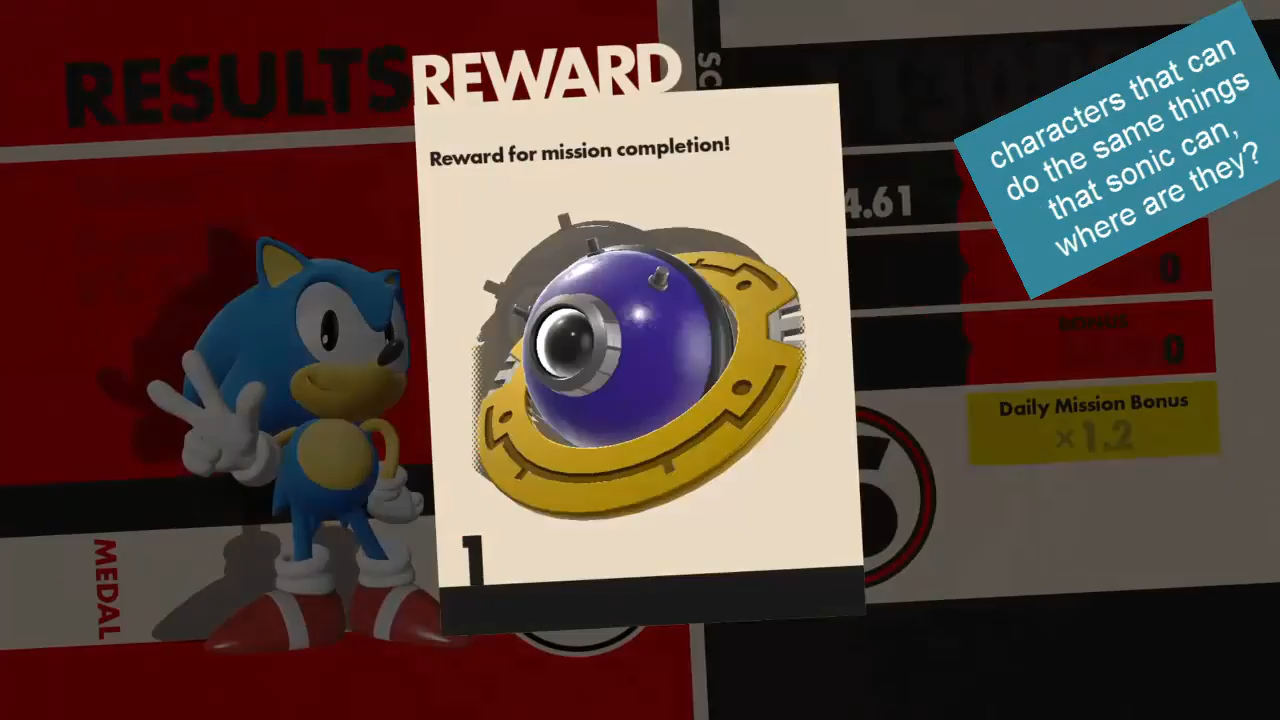 RESULTS
REWARD
SC
Reward for mission completion!
characters that can
do the same things
that sonic can,
where are they?
4.61
0
BONUS
0
Daily Mission Bonus
×1.2
MEDAL
1